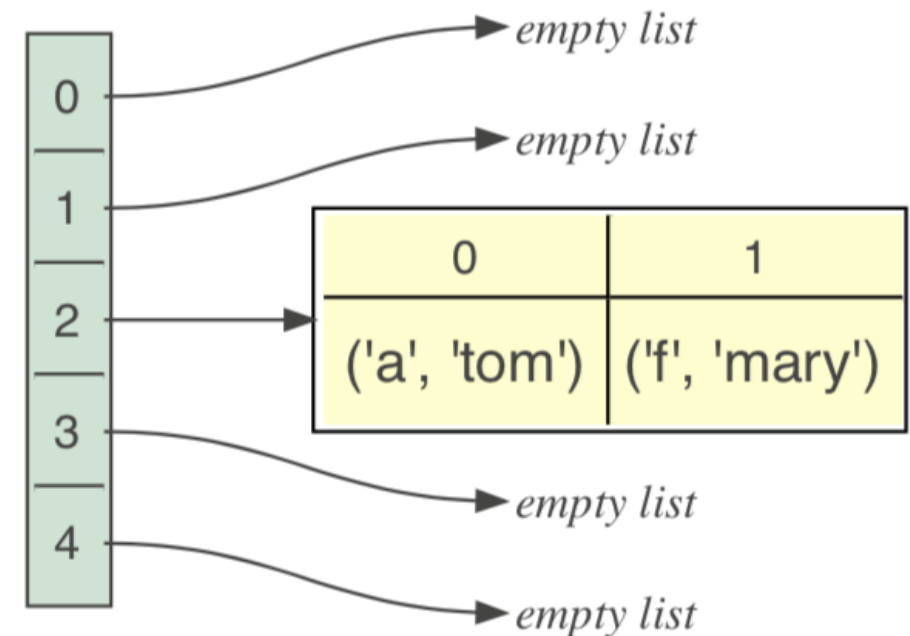 0
empty list
1
empty list
2
0 1
('a', 'tom') ('f', 'mary')
3
empty list
4
empty list